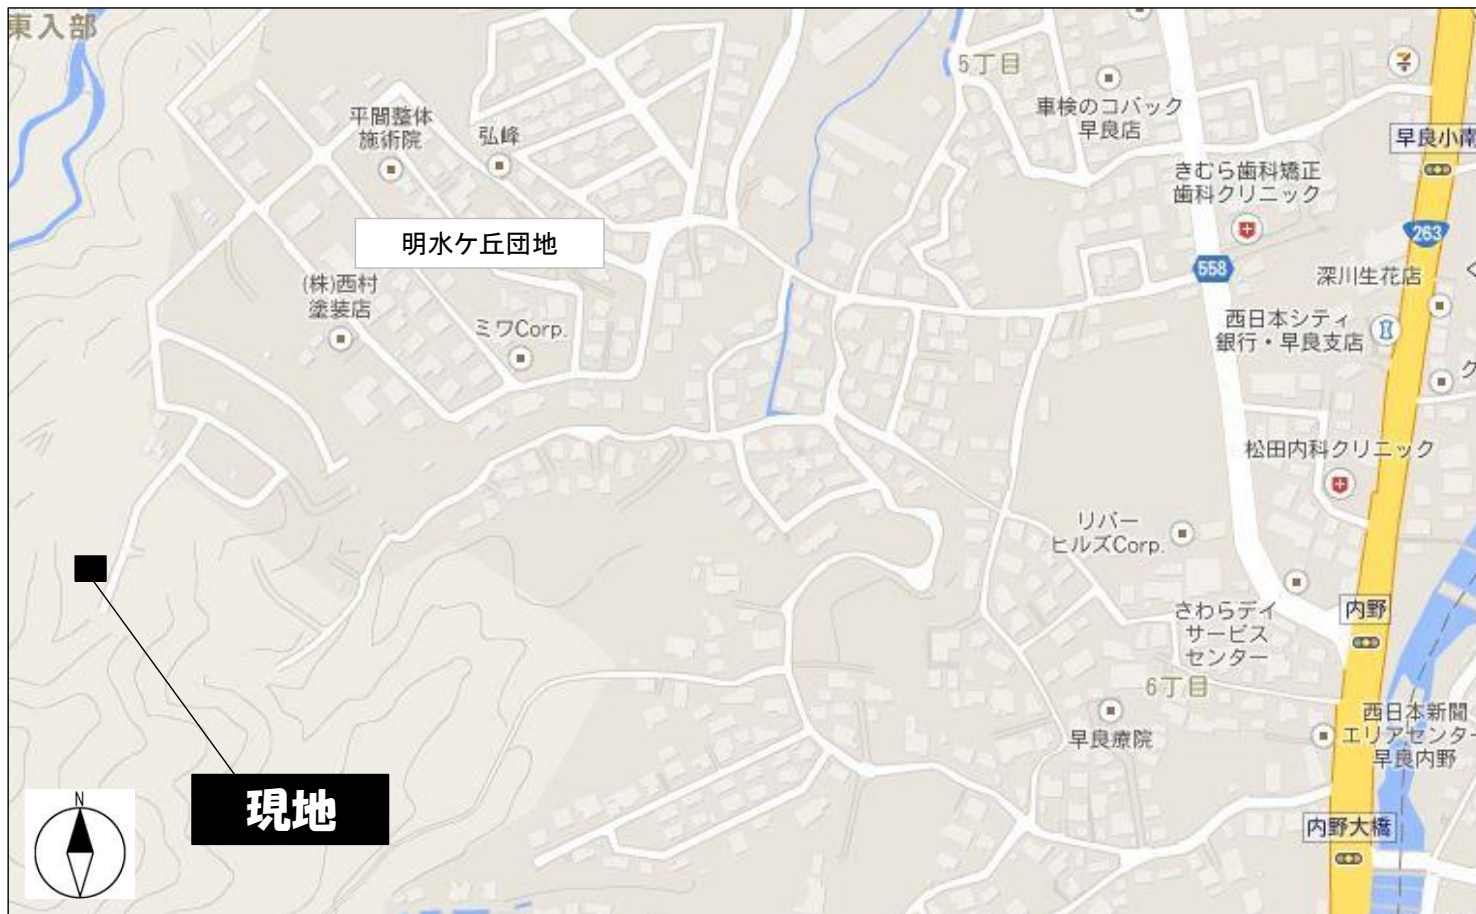 東入部
5丁目
車検のコバック
早良店
平間整体
施術院
弘峰
早良小南
きむら歯科矯正
歯科クリニック
明水ケ丘団地
263
558
深川生花店
(株)西村
塗装店
ミワCorp.
西日本シティ
銀行・早良支店
ク
松田内科クリニック
リバー
ヒルズCorp.
さわらデイ
サービス
センター
内野
6丁目
早良療院
西日本新聞
エリアセンター
早良内野
現地
N
内野大橋